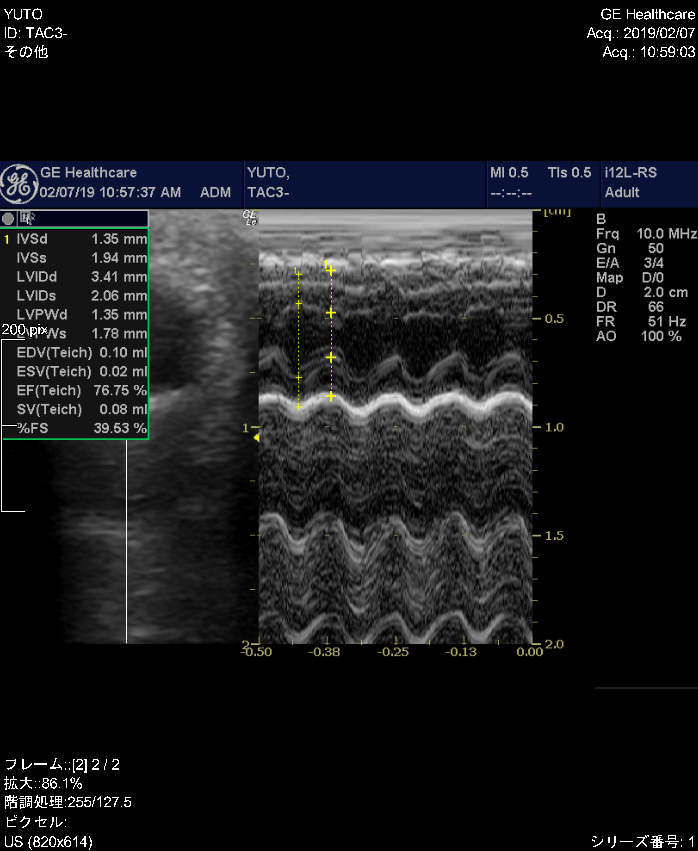 YUTO
ID: TAC3-
その他
GE Healthcare
Acq.: 2019/02/07
Acq.: 10:59:03
GE Healthcare
02/07/19 10:57:37 AM ADM
YUTO,
TAC3-
MI 0.5 TIs 0.5
--:--:--
i12L-RS
Adult
1 IVSd 1.35 mm
IVSs 1.94 mm
LVIDd 3.41 mm
LVIDs 2.06 mm
LVPWd 1.35 mm
LVPWs 1.78 mm
200 pix
EDV(Teich) 0.10 ml
ESV(Teich) 0.02 ml
EF(Teich) 76.75 %
SV(Teich) 0.08 ml
%FS 39.53 %
[cm]
0.5
1
1.0
1.5
2
2.0
-0.50 -0.38 -0.25 -0.13 0.00
B
Frq 10.0 MHz
Gn 50
E/A 3/4
Map D/0
D 2.0 cm
DR 66
FR 51 Hz
AO 100 %
フレーム::[2] 2 / 2
拡大::86.1%
階調処理:255/127.5
ピクセル:
US (820x614)
シリーズ番号: 1